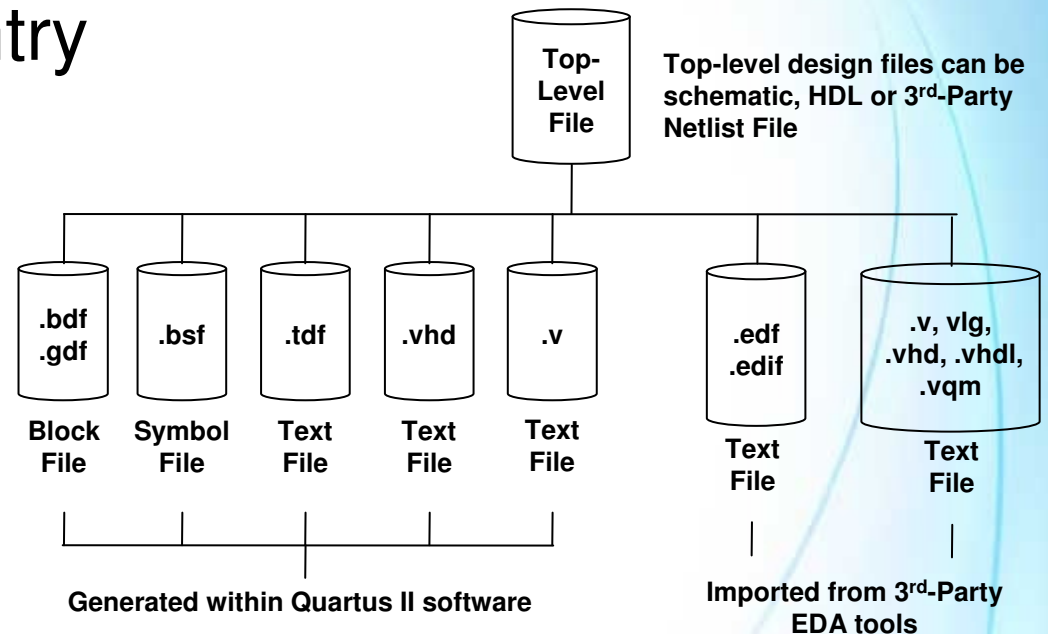 ntry
Top-
Level
File
Top-level design files can be
schematic, HDL or 3rd-Party
Netlist File
.bdf
.gdf
.bsf
.tdf
.vhd
.v
.edf
.edif
.v, vlg,
.vhd, .vhdl,
.vqm
Block
File
Symbol
File
Text
File
Text
File
Text
File
Text
File
Text
File
Generated within Quartus II software
Imported from 3rd-Party
EDA tools